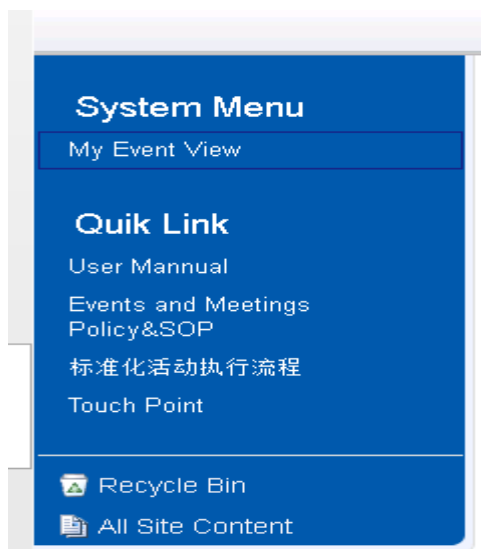 System Menu
My Event View
Quik Link
User Mannual
Events and Meetings
Policy&SOP
标准化活动执行流程
Touch Point
Recycle Bin
All Site Content